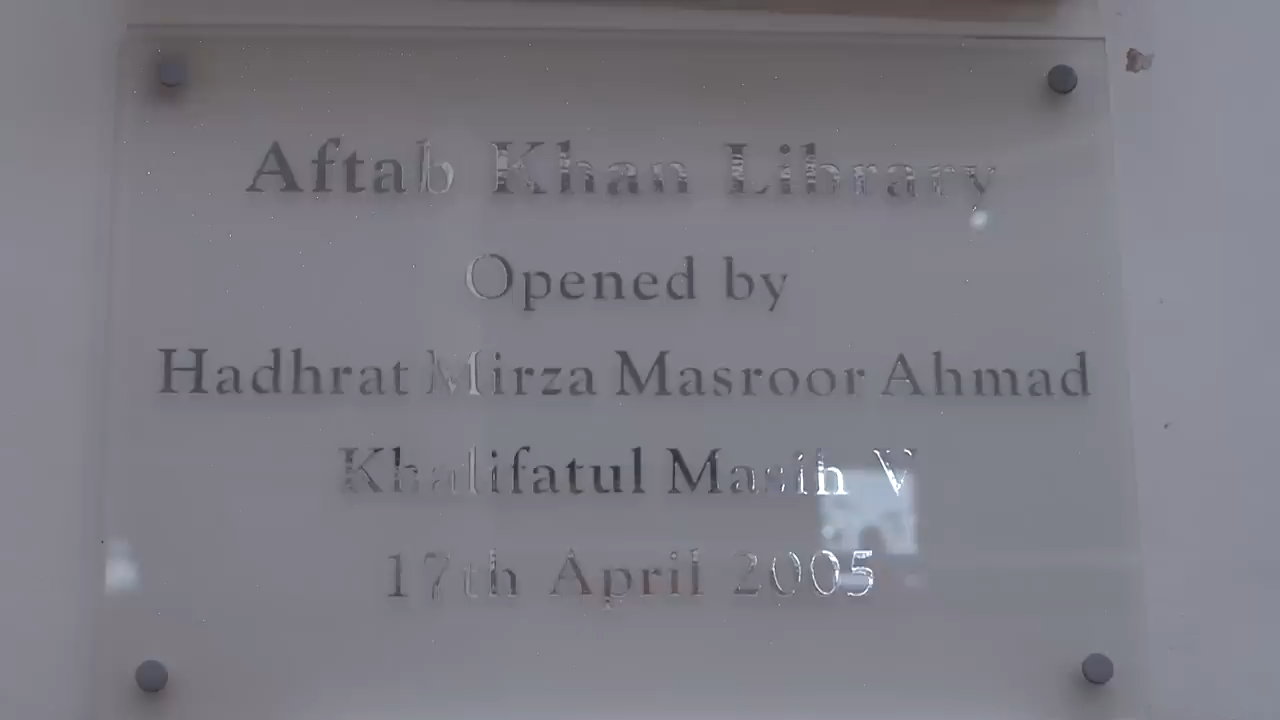 Aftab Khan Library
Opened by
Hadhrat Mirza Masroor Ahmad
Khalifatul Masih V
17th April 2005